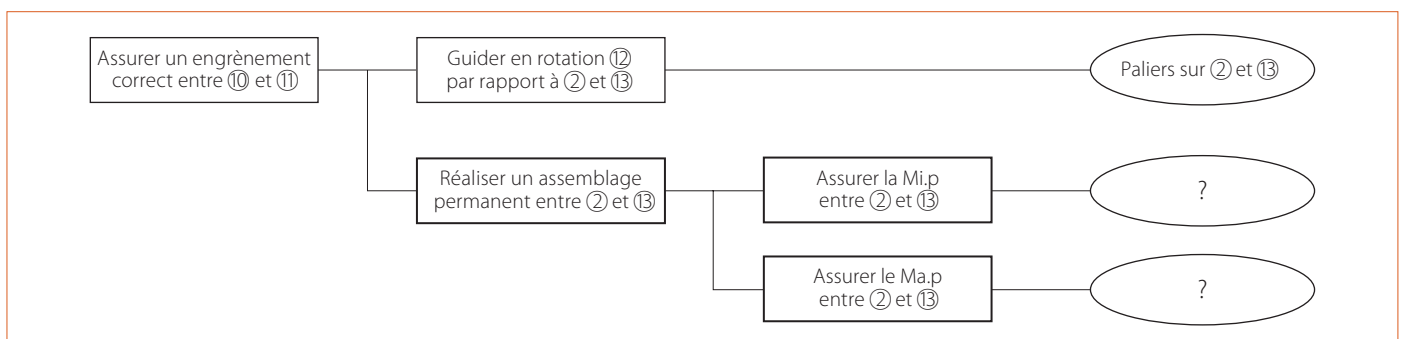 Assurer un engrènement
correct entre ⑩ et ⑪
Guider en rotation ⑫
par rapport à ② et ⑬
Paliers sur ② et ⑬
Réaliser un assemblage
permanent entre ② et ⑬
Assurer la Mi.p
entre ② et ⑬
?
Assurer le Ma.p
entre ② et ⑬
?